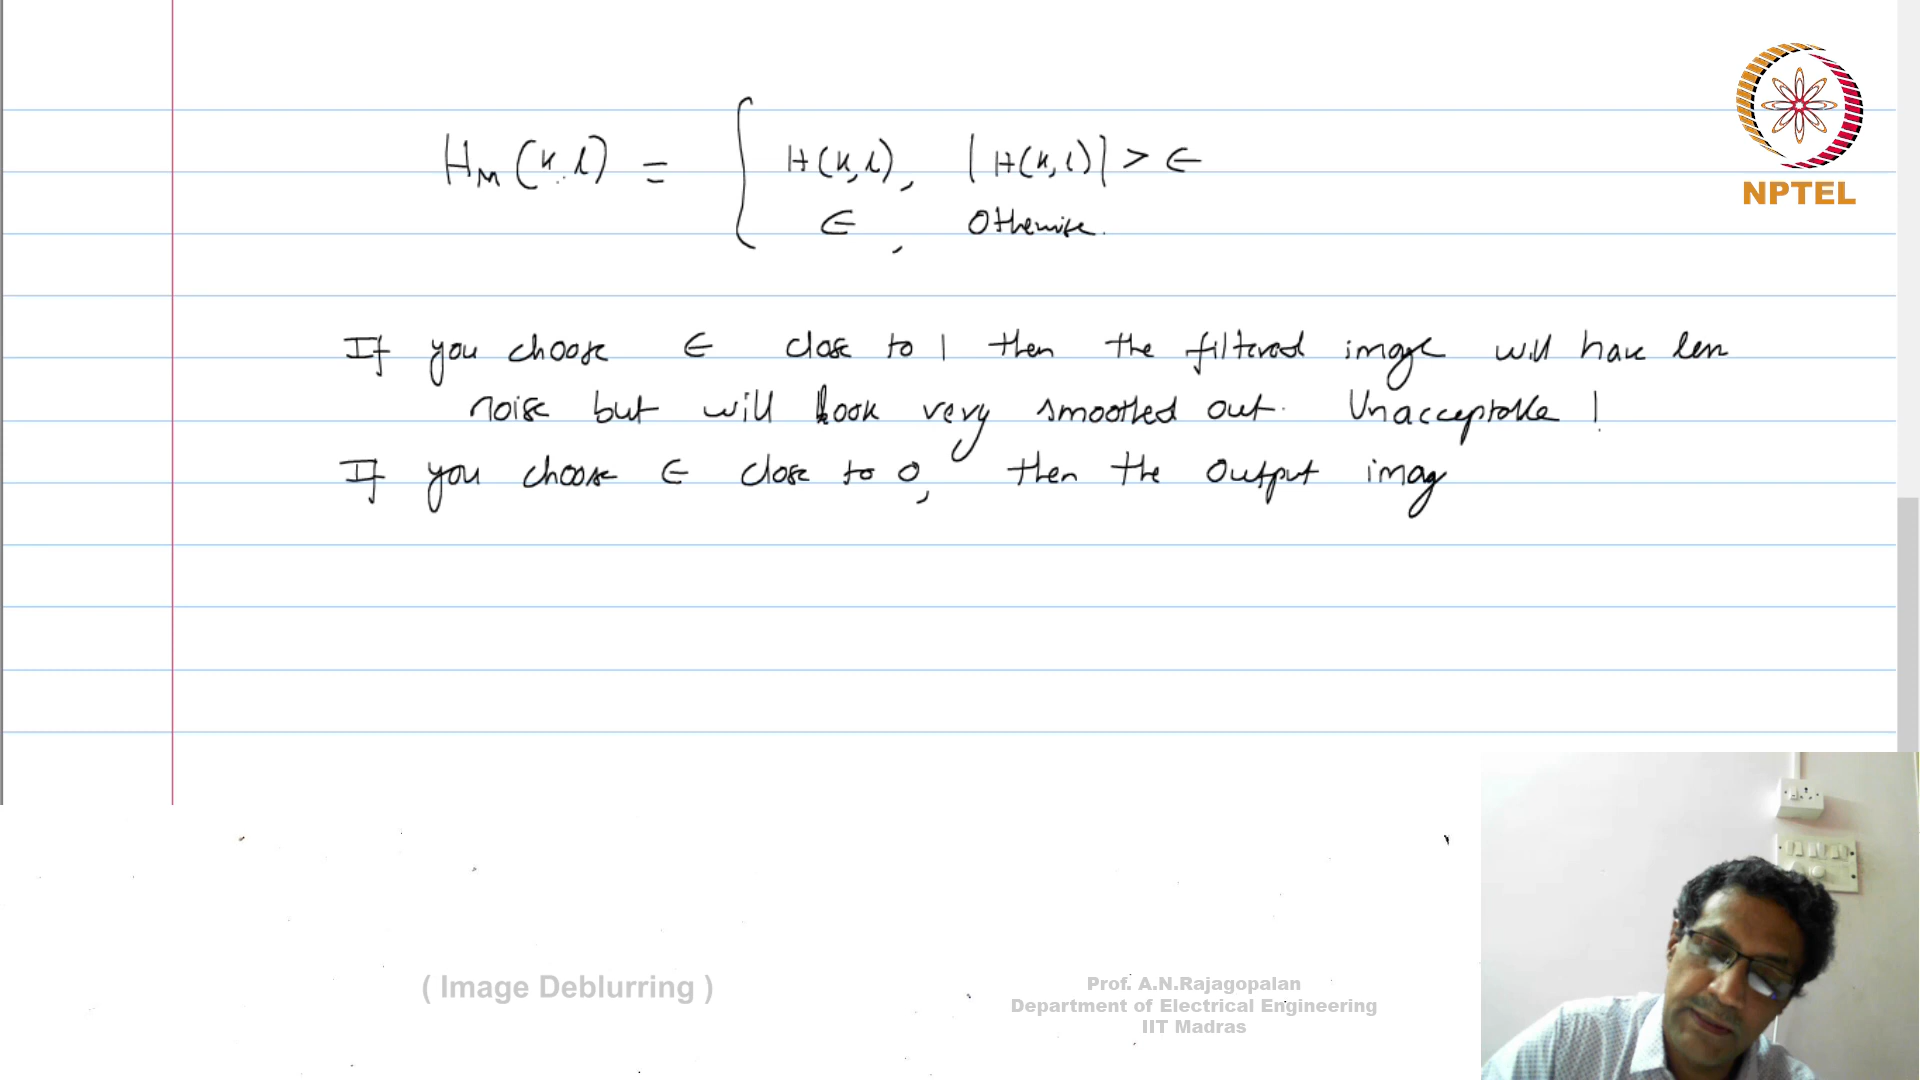 H_M(k,l) = { H(k,l), |H(k,l)| > ∈
∈, Otherwise.
NPTEL
If you choose ∈ close to 1 then the filtered image will have less
noise but will look very smoothed out. Unacceptable !
If you choose ∈ close to 0, then the output imag
( Image Deblurring )
Prof. A.N.Rajagopalan
Department of Electrical Engineering
IIT Madras